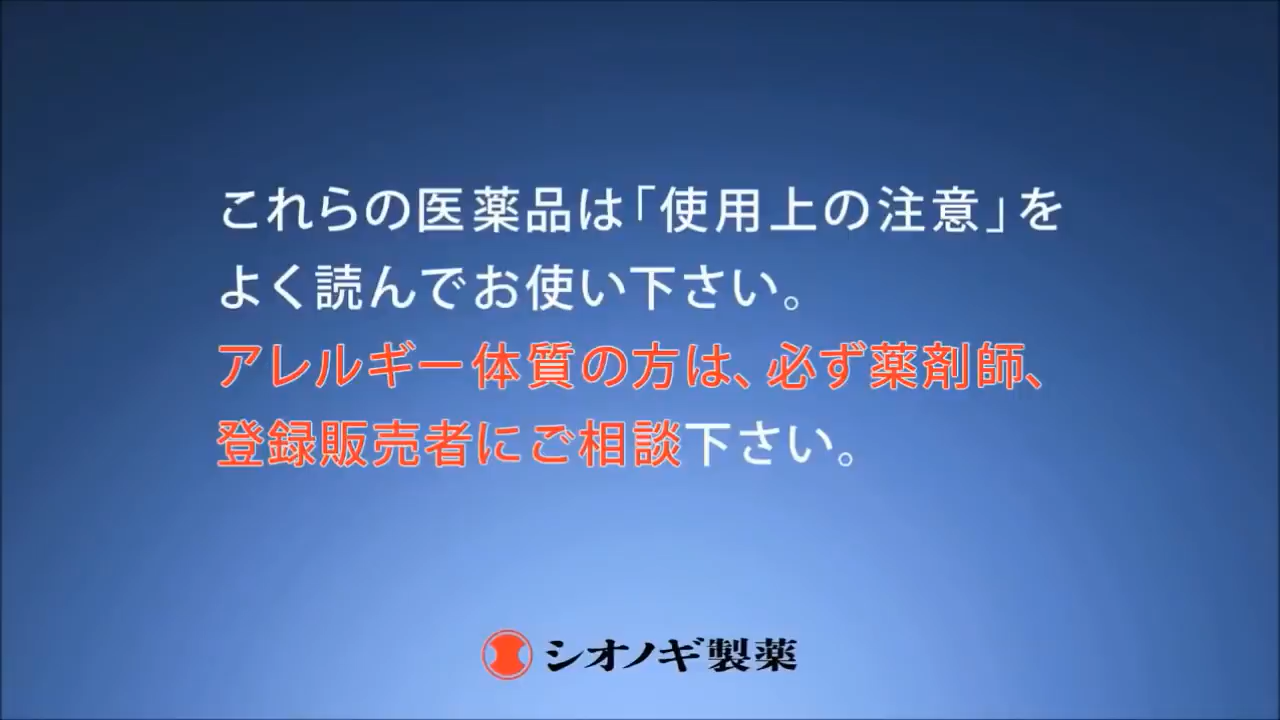 これらの医薬品は「使用上の注意」を
よく読んでお使い下さい。
アレルギー体質の方は、必ず薬剤師、
登録販売者にご相談下さい。
シオノギ製薬